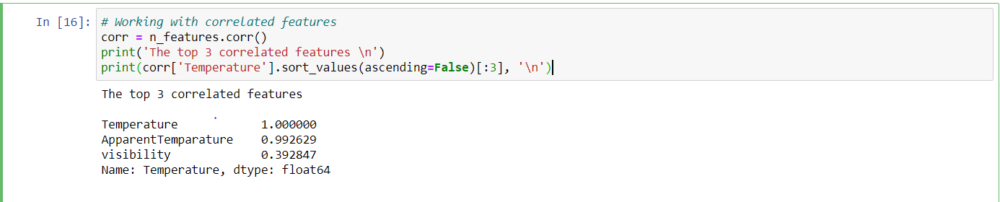 In [16]: # Working with correlated features
corr = n_features.corr()
print('The top 3 correlated features \n')
print(corr['Temperature'].sort_values(ascending=False)[:3], '\n')
The top 3 correlated features
Temperature 1.000000
ApparentTemparature 0.992629
visibility 0.392847
Name: Temperature, dtype: float64